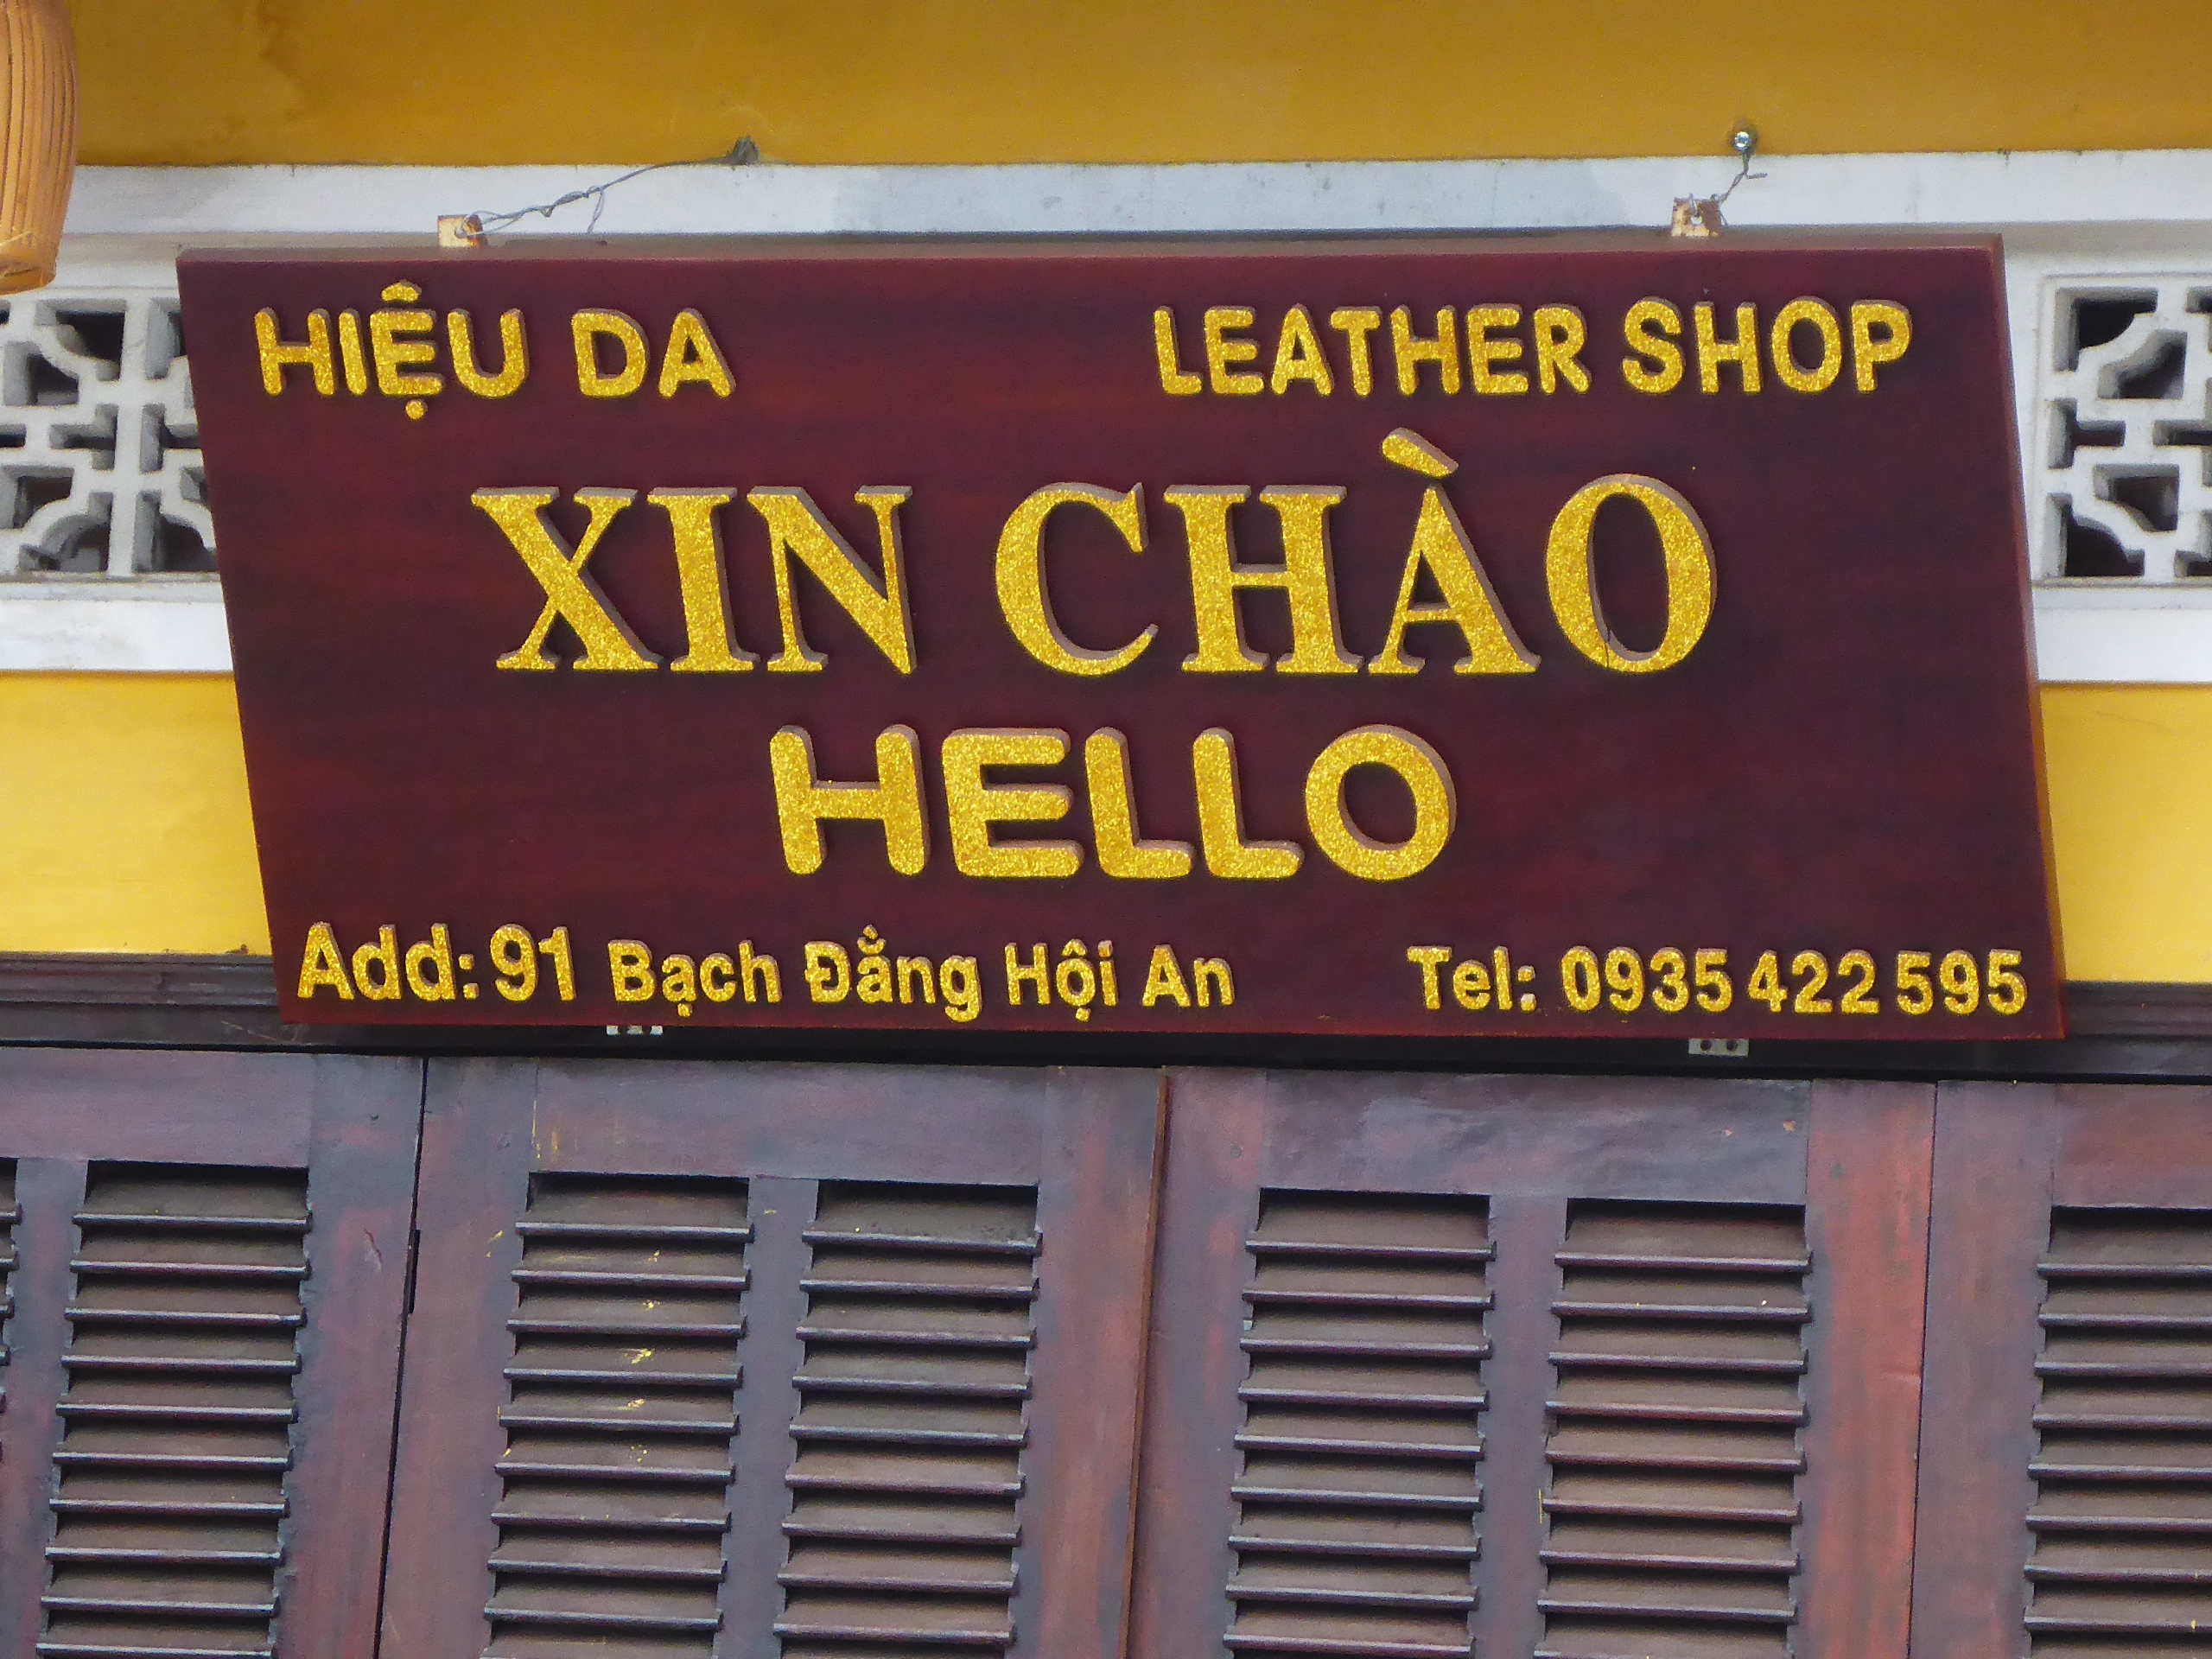 HIỆU DA LEATHER SHOP
XIN CHÀO
HELLO
Add: 91 Bạch Đằng Hội An Tel: 0935 422 595